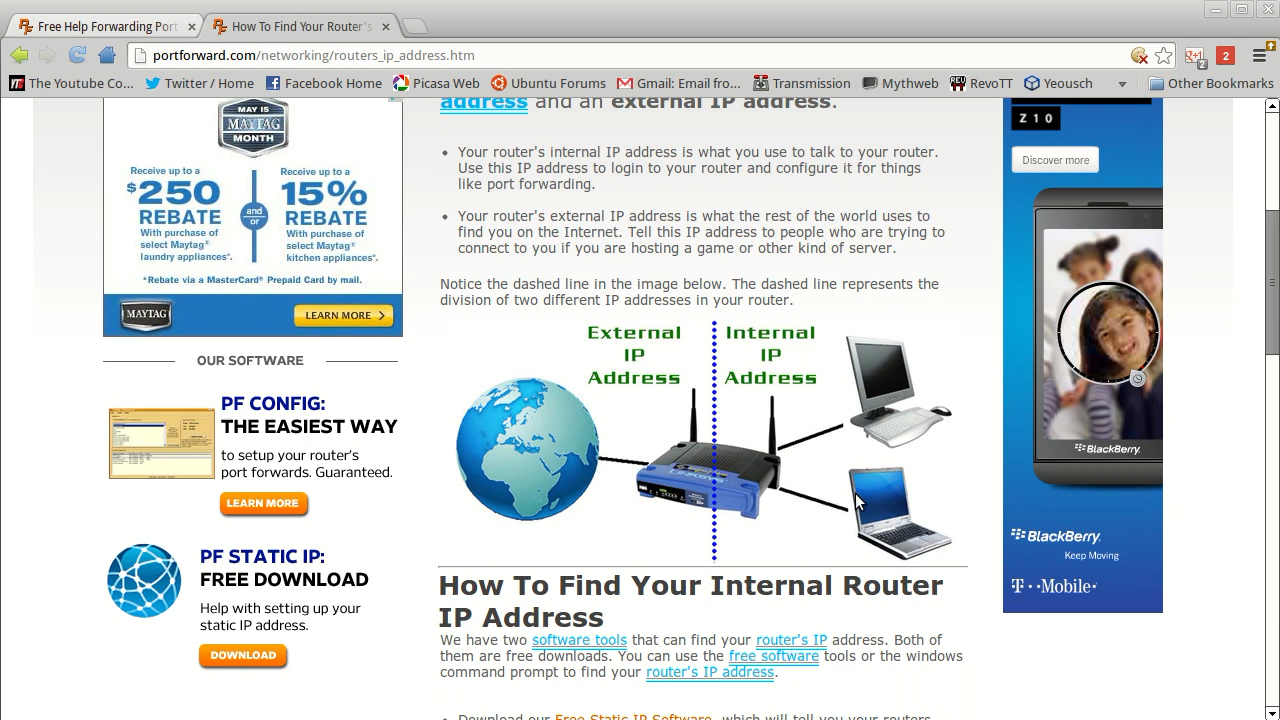 Free Help Forwarding Port
How To Find Your Router's
portforward.com/networking/routers_ip_address.htm
2
2
The Youtube Co...
Twitter / Home
Facebook Home
Picasa Web
Ubuntu Forums
Gmail: Email fro...
Transmission
Mythweb
RevoTT
Yeousch
Other Bookmarks
MAY IS
MAYTAG
MONTH
Receive up to a
$250
REBATE
With purchase of
select Maytag®
laundry appliances*.
and
or
Receive up to a
15%
REBATE
With purchase of
select Maytag®
kitchen appliances*.
*Rebate via a MasterCard® Prepaid Card by mail.
MAYTAG
LEARN MORE
OUR SOFTWARE
PF CONFIG:
THE EASIEST WAY
to setup your router's
port forwards. Guaranteed.
LEARN MORE
PF STATIC IP:
FREE DOWNLOAD
Help with setting up your
static IP address.
DOWNLOAD
address and an external IP address.
• Your router's internal IP address is what you use to talk to your router.
Use this IP address to login to your router and configure it for things
like port forwarding.
• Your router's external IP address is what the rest of the world uses to
find you on the Internet. Tell this IP address to people who are trying to
connect to you if you are hosting a game or other kind of server.
Notice the dashed line in the image below. The dashed line represents the
division of two different IP addresses in your router.
External
IP
Address
Internal
IP
Address
LINKSYS
How To Find Your Internal Router
IP Address
We have two software tools that can find your router's IP address. Both of
them are free downloads. You can use the free software tools or the windows
command prompt to find your router's IP address.
• Download our Free Static IP Software, which will tell you your routers
Z10
Discover more
BlackBerry
BlackBerry
Keep Moving
T··Mobile·